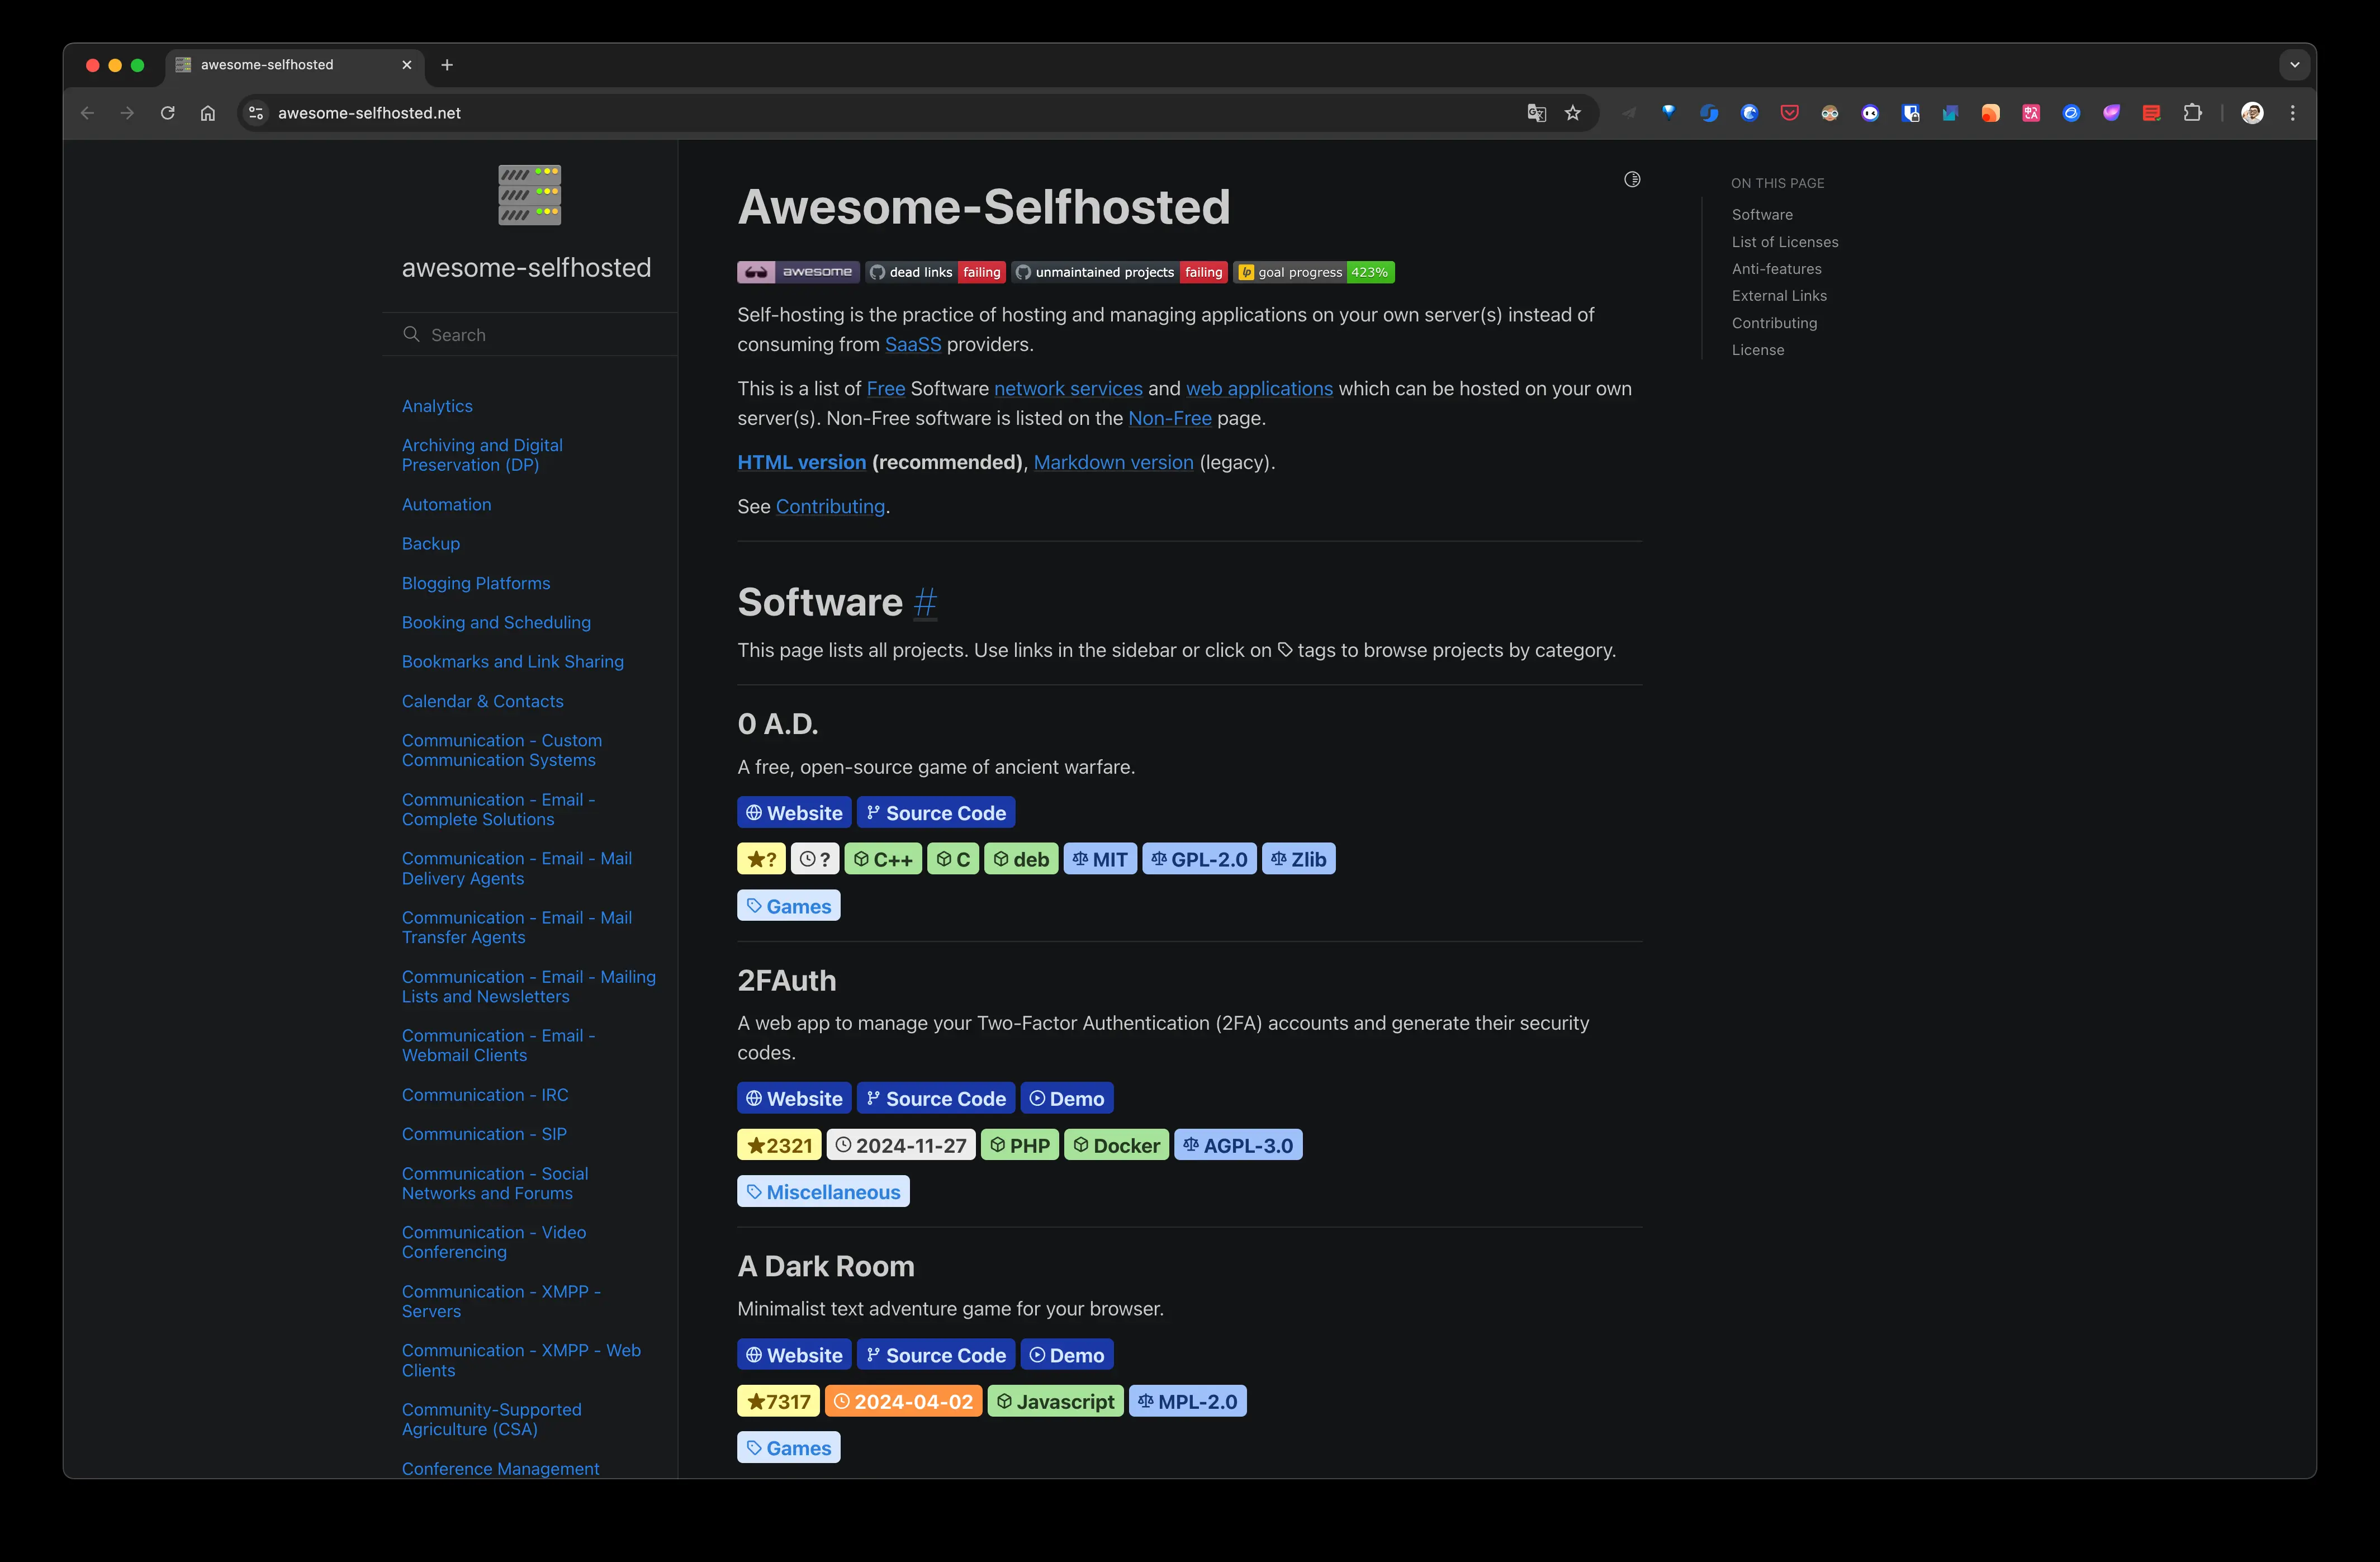 awesome-selfhosted
awesome-selfhosted.net
awesome-selfhosted
Search
Analytics
Archiving and Digital
Preservation (DP)
Automation
Backup
Blogging Platforms
Booking and Scheduling
Bookmarks and Link Sharing
Calendar & Contacts
Communication - Custom
Communication Systems
Communication - Email -
Complete Solutions
Communication - Email - Mail
Delivery Agents
Communication - Email - Mail
Transfer Agents
Communication - Email - Mailing
Lists and Newsletters
Communication - Email -
Webmail Clients
Communication - IRC
Communication - SIP
Communication - Social
Networks and Forums
Communication - Video
Conferencing
Communication - XMPP -
Servers
Communication - XMPP - Web
Clients
Community-Supported
Agriculture (CSA)
Conference Management
Awesome-Selfhosted
awesome dead links failing unmaintained projects failing goal progress 423%
Self-hosting is the practice of hosting and managing applications on your own server(s) instead of
consuming from SaaSS providers.
This is a list of Free Software network services and web applications which can be hosted on your own
server(s). Non-Free software is listed on the Non-Free page.
HTML version (recommended), Markdown version (legacy).
See Contributing.
Software #
This page lists all projects. Use links in the sidebar or click on tags to browse projects by category.
0 A.D.
A free, open-source game of ancient warfare.
Website Source Code
★? ? C++ C deb MIT GPL-2.0 Zlib
Games
2FAuth
A web app to manage your Two-Factor Authentication (2FA) accounts and generate their security
codes.
Website Source Code Demo
★2321 2024-11-27 PHP Docker AGPL-3.0
Miscellaneous
A Dark Room
Minimalist text adventure game for your browser.
Website Source Code Demo
★7317 2024-04-02 Javascript MPL-2.0
Games
ON THIS PAGE
Software
List of Licenses
Anti-features
External Links
Contributing
License